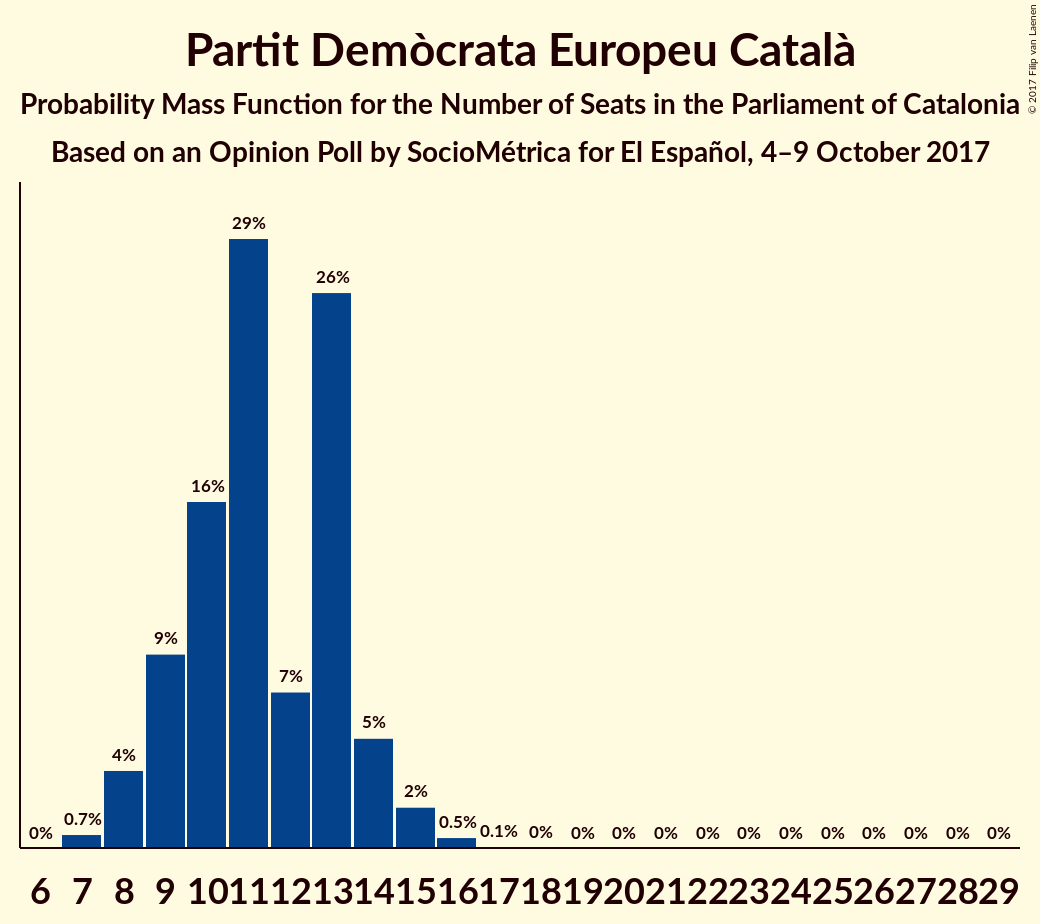 Partit Demòcrata Europeu Català
Probability Mass Function for the Number of Seats in the Parliament of Catalonia
Based on an Opinion Poll by SocioMétrica for El Español, 4–9 October 2017
© 2017 Filip van Laenen
0% 0.7% 4% 9% 16% 29% 7% 26% 5% 2% 0.5% 0.1% 0% 0% 0% 0% 0% 0% 0% 0% 0% 0% 0% 0%
6 7 8 9 10 11 12 13 14 15 16 17 18 19 20 21 22 23 24 25 26 27 28 29